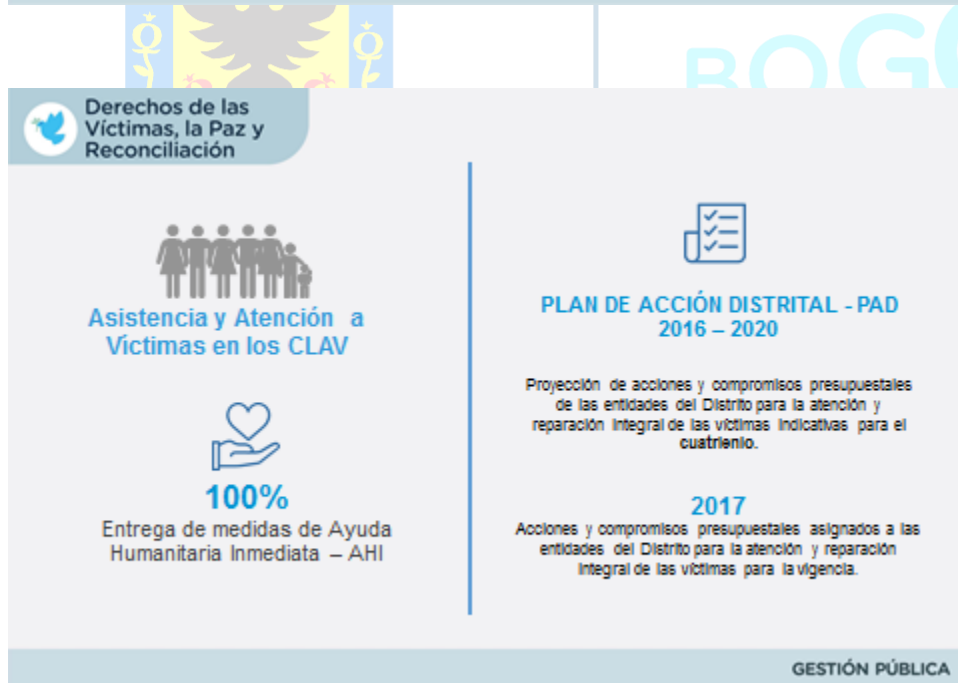 BOGO
Derechos de las
Víctimas, la Paz y
Reconciliación
Asistencia y Atención a
Víctimas en los CLAV
100%
Entrega de medidas de Ayuda
Humanitaria Inmediata – AHI
PLAN DE ACCIÓN DISTRITAL - PAD
2016 – 2020
Proyección de acciones y compromisos presupuestales
de las entidades del Distrito para la atención y
reparación integral de las víctimas indicativas para el
cuatrienio.
2017
Acciones y compromisos presupuestales asignados a las
entidades del Distrito para la atención y reparación
integral de las víctimas para la vigencia.
GESTIÓN PÚBLICA